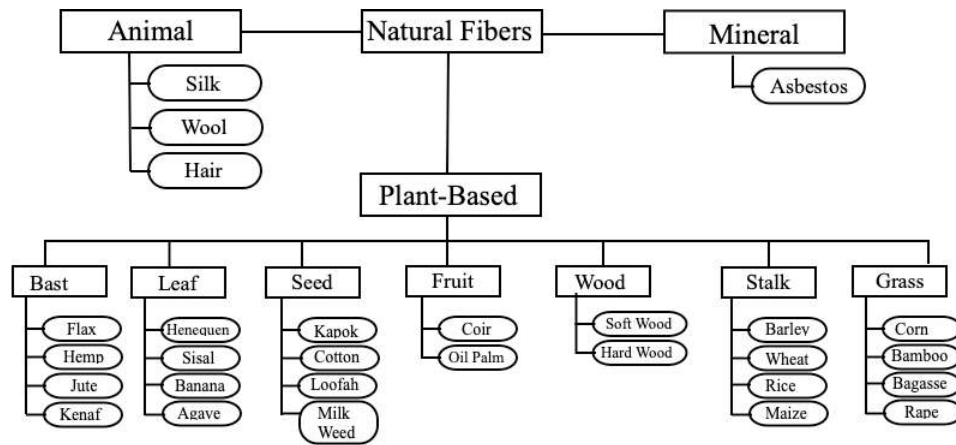 Animal
Natural Fibers
Mineral
Silk
Wool
Hair
Asbestos
Plant-Based
Bast
Leaf
Seed
Fruit
Wood
Stalk
Grass
Flax
Hemp
Jute
Kenaf
Henequen
Sisal
Banana
Agave
Kapok
Cotton
Loofah
Milk
Weed
Coir
Oil Palm
Soft Wood
Hard Wood
Barley
Wheat
Rice
Maize
Corn
Bamboo
Bagasse
Rape